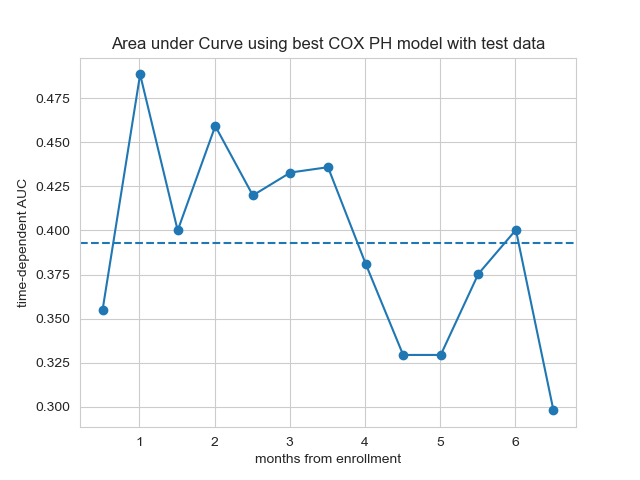 Area under Curve using best COX PH model with test data
time-dependent AUC
0.475
0.450
0.425
0.400
0.375
0.350
0.325
0.300
1 2 3 4 5 6
months from enrollment